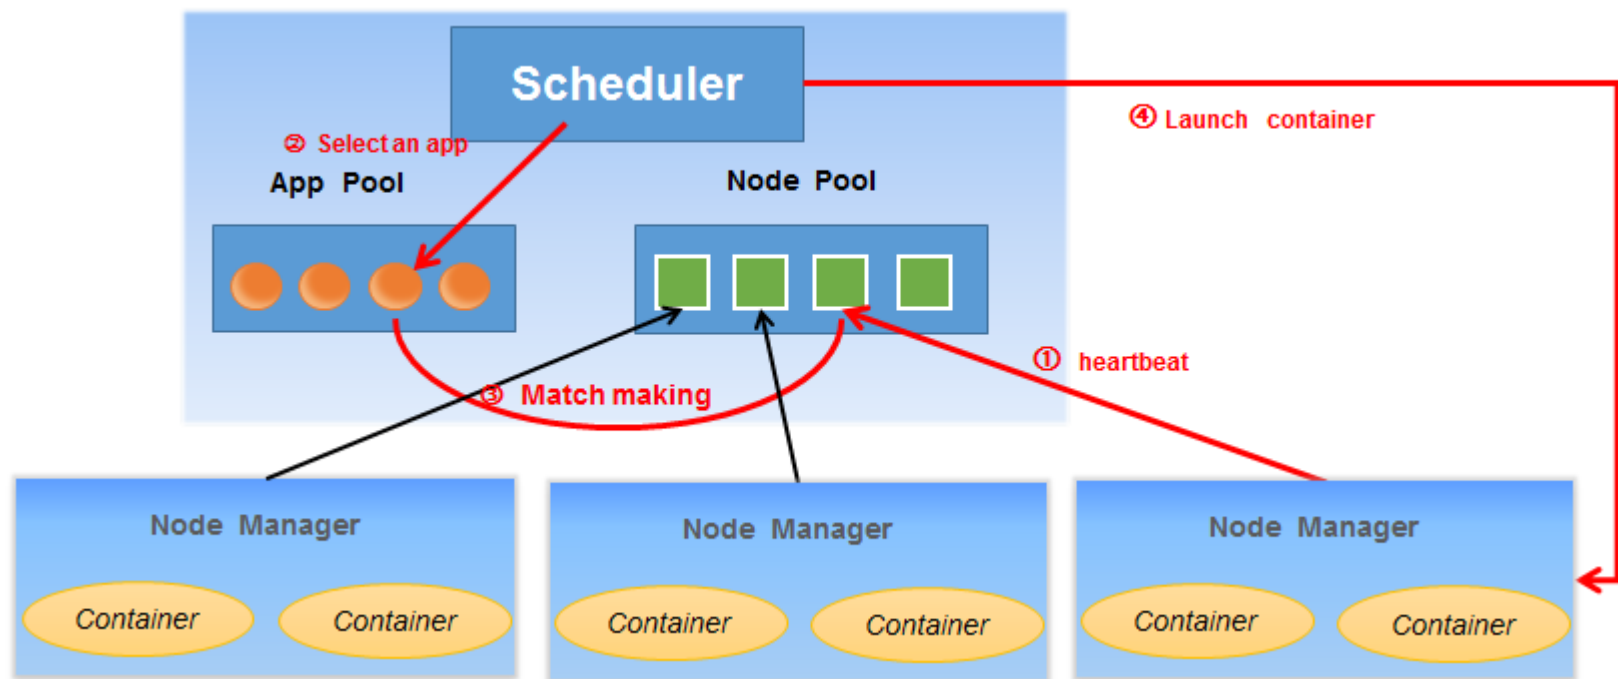 Scheduler
④ Launch container
② Select an app
App Pool
Node Pool
① heartbeat
③ Match making
Node Manager
Node Manager
Node Manager
Container
Container
Container
Container
Container
Container